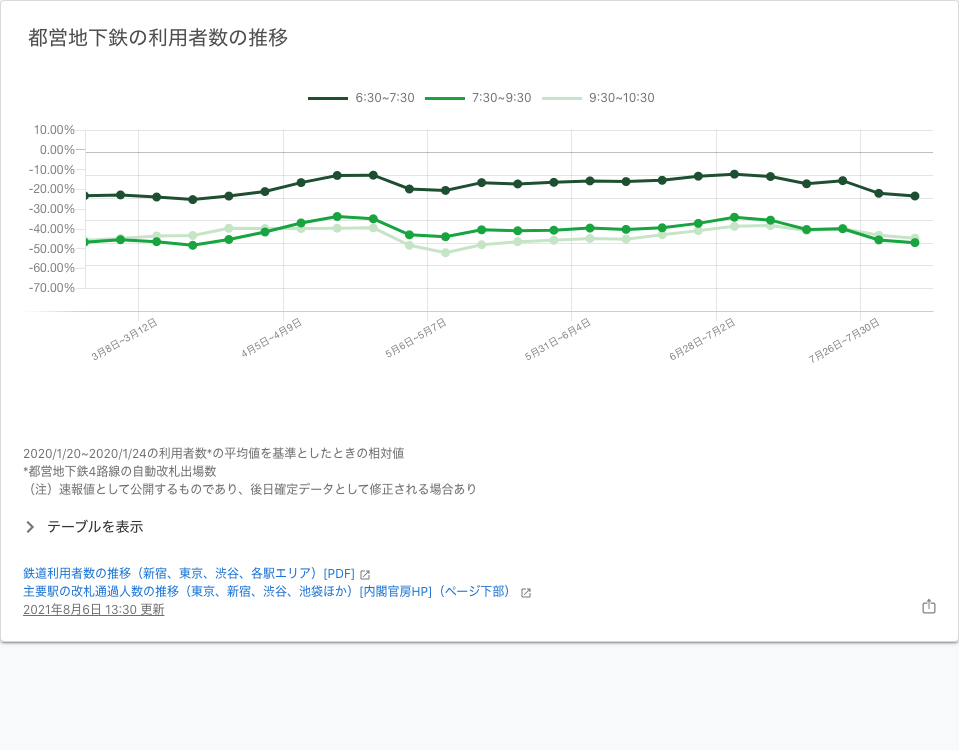 都営地下鉄の利用者数の推移
6:30~7:30 7:30~9:30 9:30~10:30
10.00%
0.00%
-10.00%
-20.00%
-30.00%
-40.00%
-50.00%
-60.00%
-70.00%
3月8日~3月12日 4月5日~4月9日 5月6日~5月7日 5月31日~6月4日 6月28日~7月2日 7月26日~7月30日
2020/1/20~2020/1/24の利用者数*の平均値を基準としたときの相対値
*都営地下鉄4路線の自動改札出場数
（注）速報値として公開するものであり、後日確定データとして修正される場合あり
テーブルを表示
鉄道利用者数の推移（新宿、東京、渋谷、各駅エリア）[PDF]
主要駅の改札通過人数の推移（東京、新宿、渋谷、池袋ほか）[内閣官房HP]（ページ下部）
2021年8月6日 13:30 更新